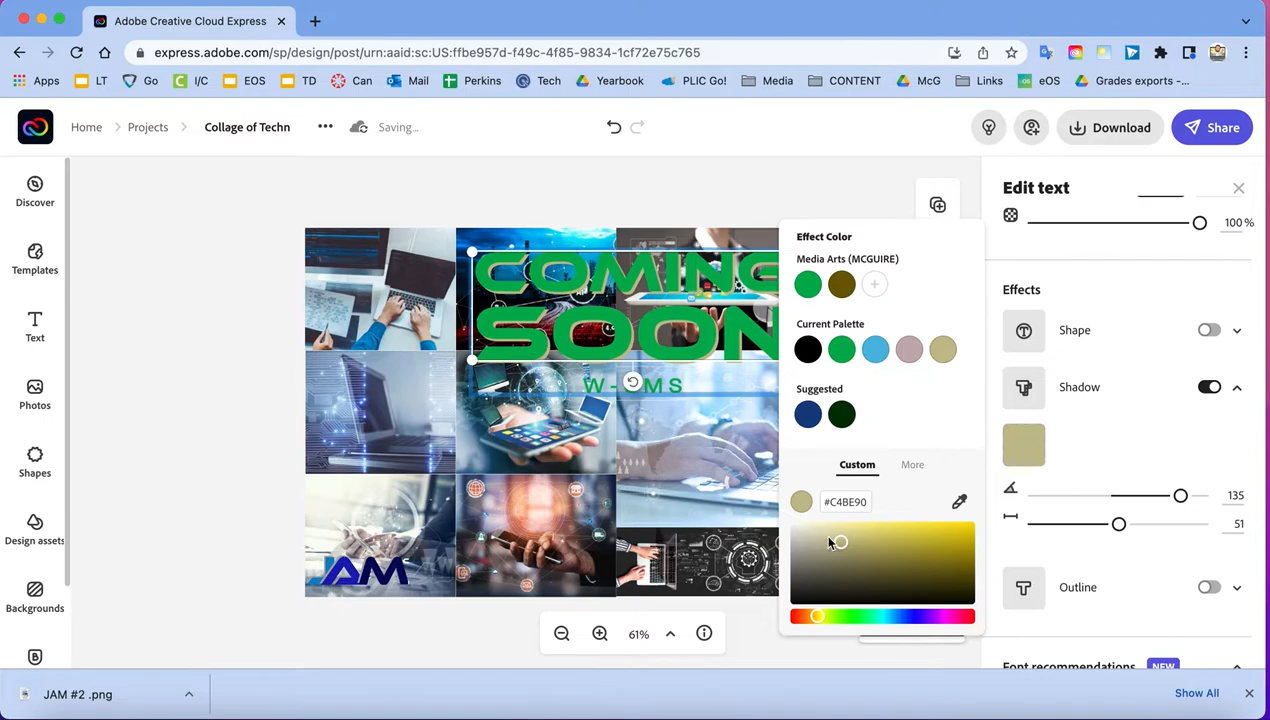 Adobe Creative Cloud Express
express.adobe.com/sp/design/post/urn:aaid:sc:US:ffbe957d-f49c-4f85-9834-1cf72e75c765
Apps LT Go I/C EOS TD Can Mail Perkins Tech Yearbook PLIC Go! Media CONTENT McG Links eOS Grades exports -...
Home Projects Collage of Techn ... Saving... Download Share
Discover
Templates
Text
Photos
Shapes
Design assets
Backgrounds
COMING
SOON
JAM
Effect Color
Media Arts (MCGUIRE)
Current Palette
Suggested
Custom More
#C4BE90
Edit text
100 %
Effects
Shape
Shadow
135
51
Outline
Font recommendations NEW
61%
JAM #2 .png
Show All